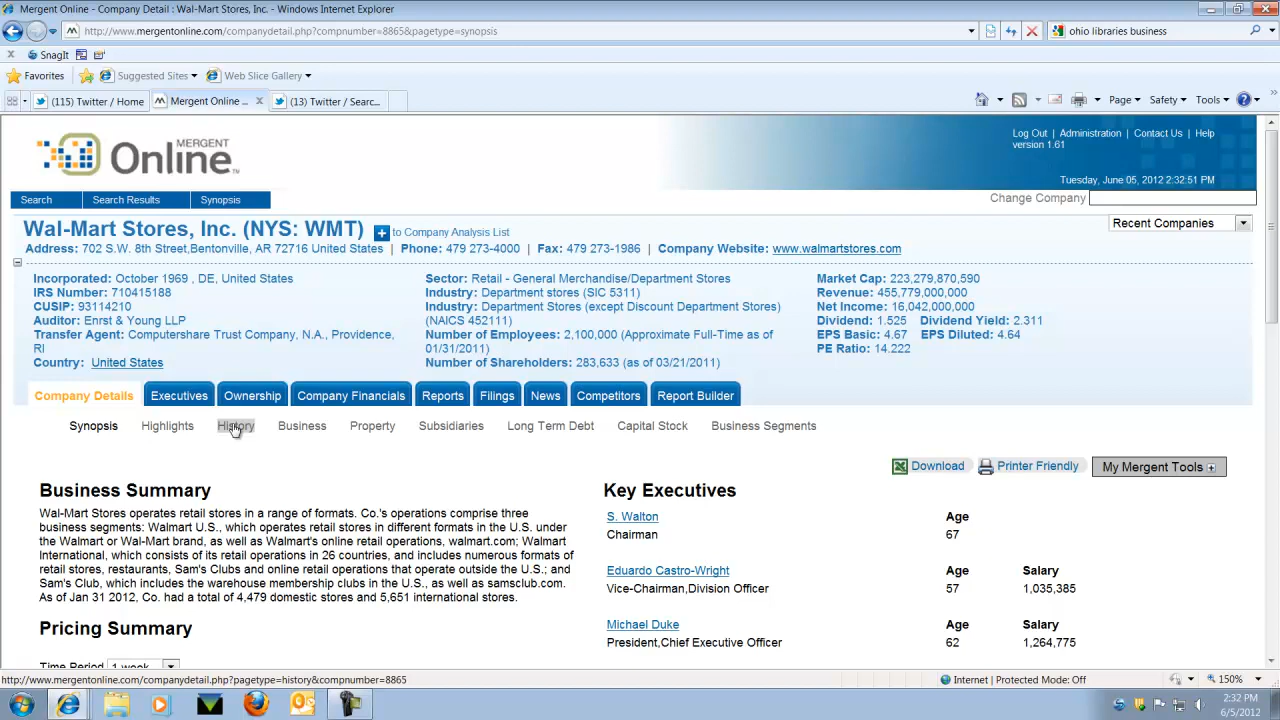 Mergent Online - Company Detail : Wal-Mart Stores, Inc. - Windows Internet Explorer
http://www.mergentonline.com/companydetail.php?compnumber=8865&pagetype=synopsis
ohio libraries business
x SnagIt
Favorites Suggested Sites Web Slice Gallery
(115) Twitter / Home Mergent Online ... x (13) Twitter / Searc...
Page Safety Tools
MERGENT
Online™
Log Out | Administration | Contact Us | Help
version 1.61
Tuesday, June 05, 2012 2:32:51 PM
Search Search Results Synopsis
Change Company
Wal-Mart Stores, Inc. (NYS: WMT) + to Company Analysis List
Recent Companies
Address: 702 S.W. 8th Street,Bentonville, AR 72716 United States | Phone: 479 273-4000 | Fax: 479 273-1986 | Company Website: www.walmartstores.com
Incorporated: October 1969 , DE, United States
IRS Number: 710415188
CUSIP: 93114210
Auditor: Enrst & Young LLP
Transfer Agent: Computershare Trust Company, N.A., Providence,
RI
Country: United States
Sector: Retail - General Merchandise/Department Stores
Industry: Department stores (SIC 5311)
Industry: Department Stores (except Discount Department Stores)
(NAICS 452111)
Number of Employees: 2,100,000 (Approximate Full-Time as of
01/31/2011)
Number of Shareholders: 283,633 (as of 03/21/2011)
Market Cap: 223,279,870,590
Revenue: 455,779,000,000
Net Income: 16,042,000,000
Dividend: 1.525 Dividend Yield: 2.311
EPS Basic: 4.67 EPS Diluted: 4.64
PE Ratio: 14.222
Company Details Executives Ownership Company Financials Reports Filings News Competitors Report Builder
Synopsis Highlights History Business Property Subsidiaries Long Term Debt Capital Stock Business Segments
Download Printer Friendly My Mergent Tools +
Business Summary
Wal-Mart Stores operates retail stores in a range of formats. Co.'s operations comprise three
business segments: Walmart U.S., which operates retail stores in different formats in the U.S. under
the Walmart or Wal-Mart brand, as well as Walmart's online retail operations, walmart.com; Walmart
International, which consists of its retail operations in 26 countries, and includes numerous formats of
retail stores, restaurants, Sam's Clubs and online retail operations that operate outside the U.S.; and
Sam's Club, which includes the warehouse membership clubs in the U.S., as well as samsclub.com.
As of Jan 31 2012, Co. had a total of 4,479 domestic stores and 5,651 international stores.
Pricing Summary
Time Period 1 week
Key Executives
S. Walton Age
Chairman 67
Eduardo Castro-Wright Age Salary
Vice-Chairman,Division Officer 57 1,035,385
Michael Duke Age Salary
President,Chief Executive Officer 62 1,264,775
http://www.mergentonline.com/companydetail.php?pagetype=history&compnumber=8865
Internet | Protected Mode: Off
150%
2:32 PM
6/5/2012